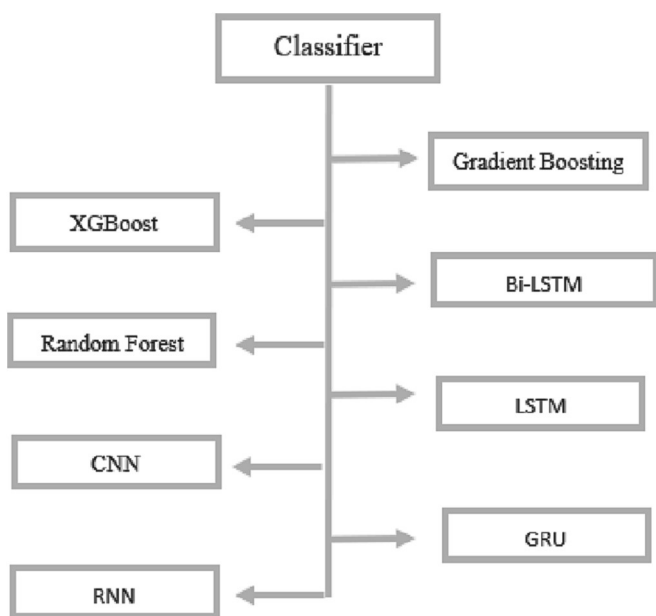 Classifier
Gradient Boosting
XGBoost
Bi-LSTM
Random Forest
LSTM
CNN
GRU
RNN